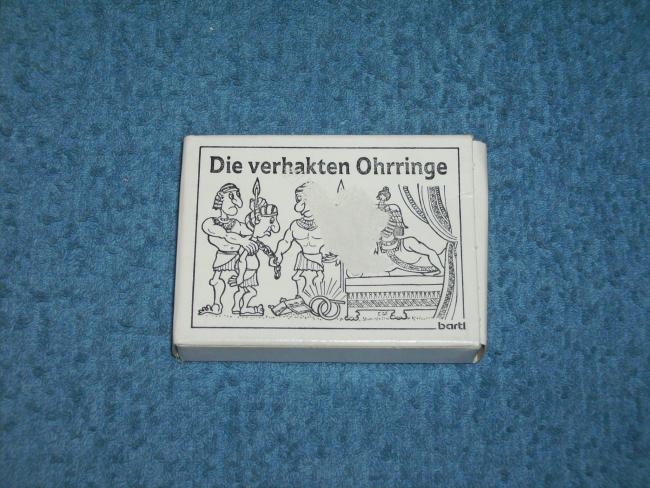 Die verhakten Ohrringe
bartl